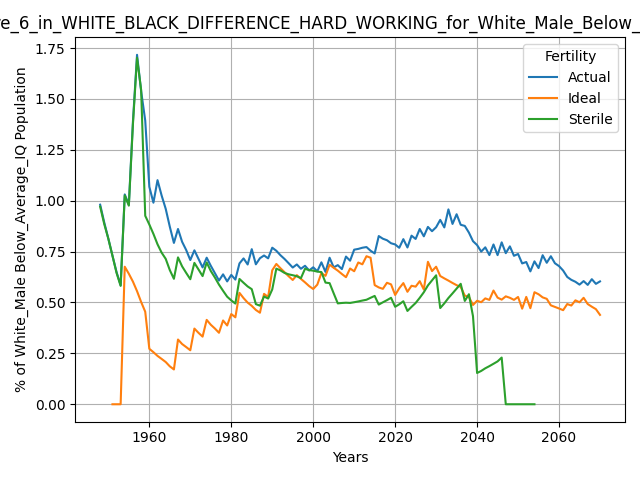 e_6_in_WHITE_BLACK_DIFFERENCE_HARD_WORKING_for_White_Male_Below_
Fertility
Actual
Ideal
Sterile
% of White_Male Below_Average_IQ Population
1.75
1.50
1.25
1.00
0.75
0.50
0.25
0.00
1960 1980 2000 2020 2040 2060
Years